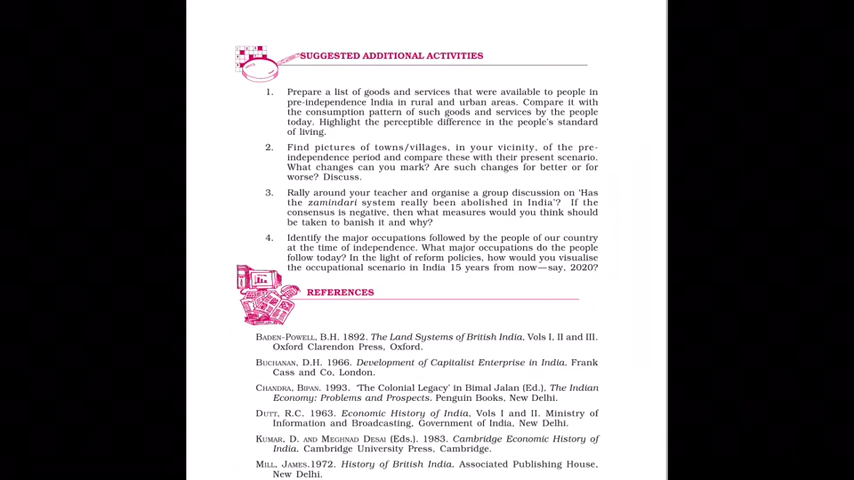 SUGGESTED ADDITIONAL ACTIVITIES
1. Prepare a list of goods and services that were available to people in
pre-independence India in rural and urban areas. Compare it with
the consumption pattern of such goods and services by the people
today. Highlight the perceptible difference in the people's standard
of living.
2. Find pictures of towns/villages, in your vicinity, of the pre-
independence period and compare these with their present scenario.
What changes can you mark? Are such changes for better or for
worse? Discuss.
3. Rally around your teacher and organise a group discussion on 'Has
the zamindari system really been abolished in India'? If the
consensus is negative, then what measures would you think should
be taken to banish it and why?
4. Identify the major occupations followed by the people of our country
at the time of independence. What major occupations do the people
follow today? In the light of reform policies, how would you visualise
the occupational scenario in India 15 years from now—say, 2020?
REFERENCES
BADEN-POWELL, B.H. 1892. The Land Systems of British India, Vols I, II and III.
Oxford Clarendon Press, Oxford.
BUCHANAN, D.H. 1966. Development of Capitalist Enterprise in India. Frank
Cass and Co, London.
CHANDRA, BIPAN. 1993. 'The Colonial Legacy' in Bimal Jalan (Ed.), The Indian
Economy: Problems and Prospects. Penguin Books, New Delhi.
DUTT, R.C. 1963. Economic History of India, Vols I and II. Ministry of
Information and Broadcasting, Government of India, New Delhi.
KUMAR, D. AND MEGHNAD DESAI (Eds.). 1983. Cambridge Economic History of
India. Cambridge University Press, Cambridge.
MILL, JAMES.1972. History of British India. Associated Publishing House,
New Delhi.